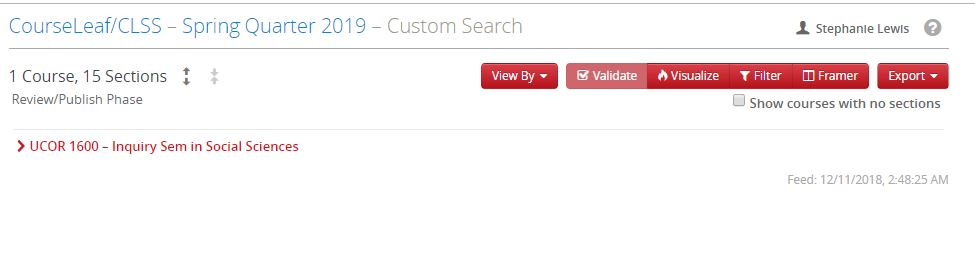 CourseLeaf/CLSS – Spring Quarter 2019 – Custom Search
Stephanie Lewis
?
1 Course, 15 Sections
View By
Validate
Visualize
Filter
Framer
Export
Review/Publish Phase
Show courses with no sections
UCOR 1600 – Inquiry Sem in Social Sciences
Feed: 12/11/2018, 2:48:25 AM